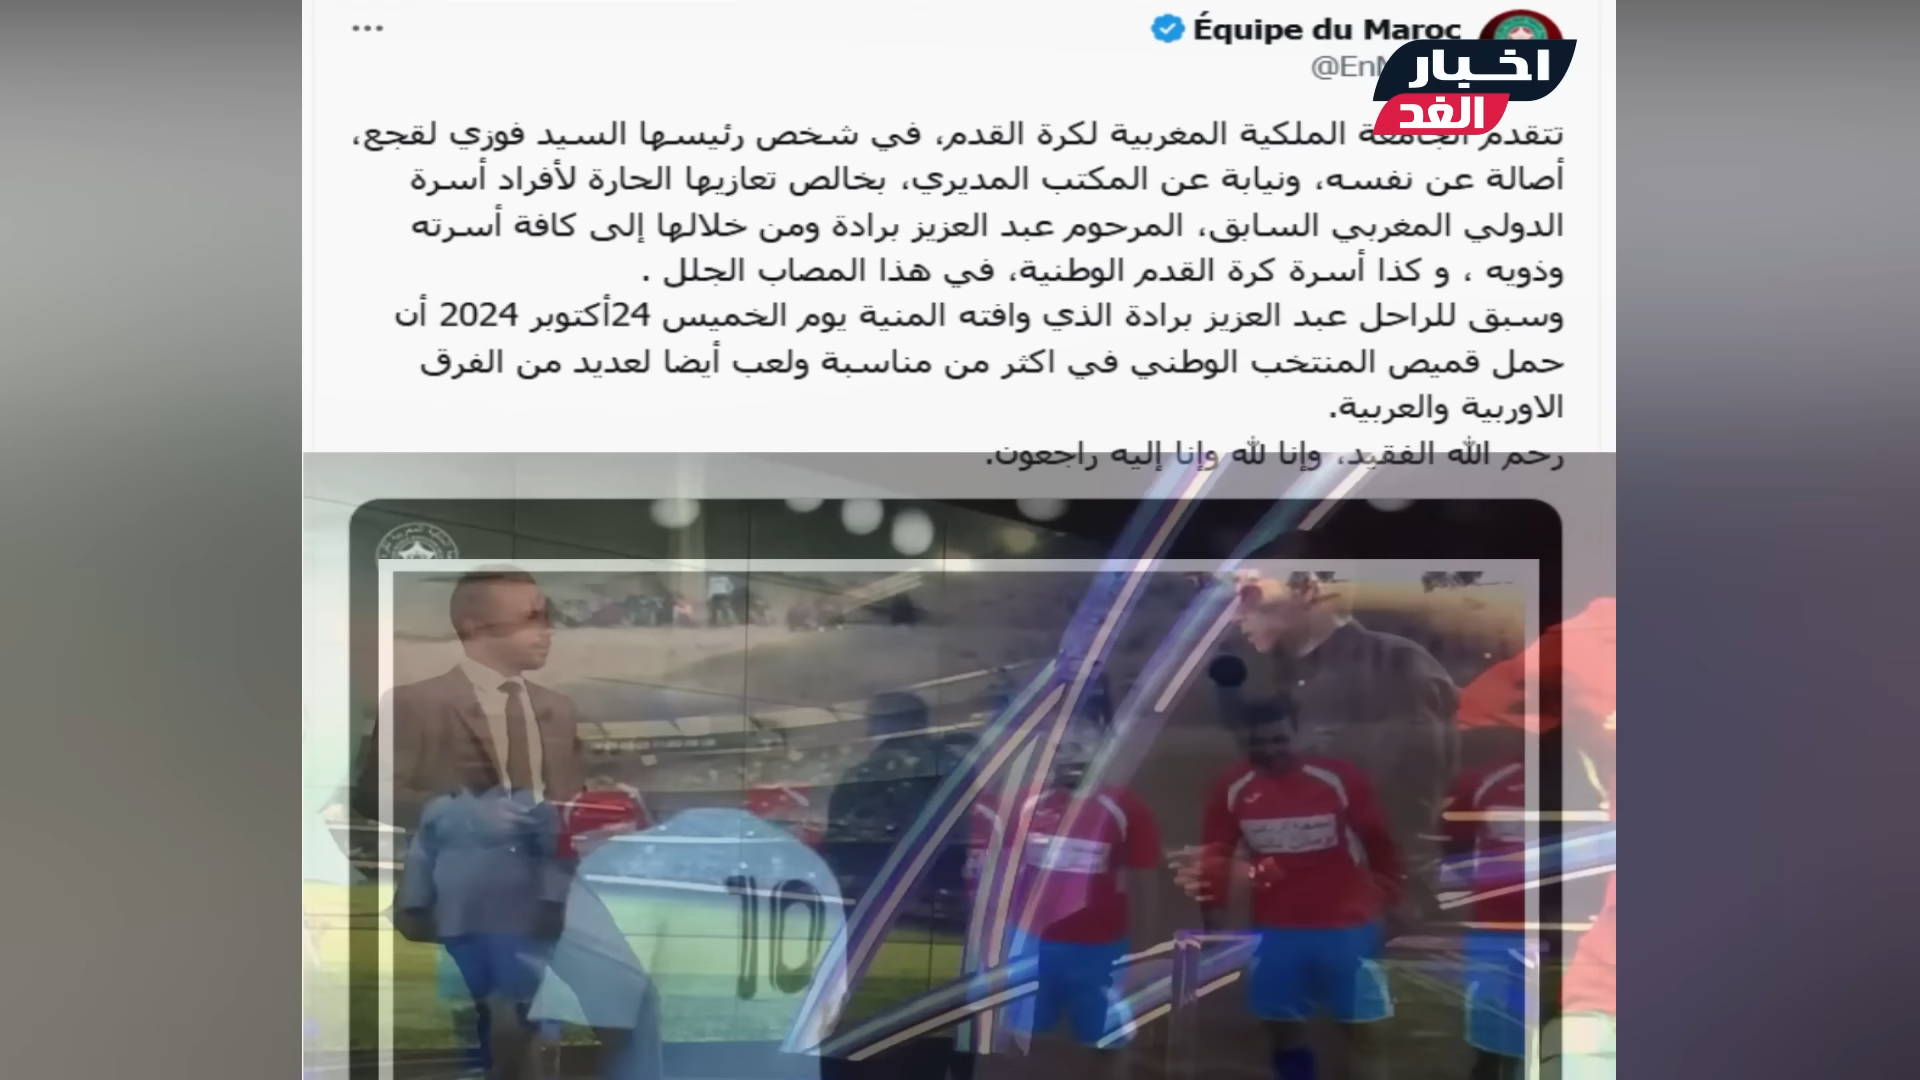 Équipe du Maroc
@En
اخبار
الغد
تتقدم الجامعة الملكية المغربية لكرة القدم، في شخص رئيسها السيد فوزي لقجع،
أصالة عن نفسه، ونيابة عن المكتب المديري، بخالص تعازيها الحارة لأفراد أسرة
الدولي المغربي السابق، المرحوم عبد العزيز برادة ومن خلالها إلى كافة أسرته
وذويه ، و كذا أسرة كرة القدم الوطنية، في هذا المصاب الجلل .
وسبق للراحل عبد العزيز برادة الذي وافته المنية يوم الخميس 24أكتوبر 2024 أن
حمل قميص المنتخب الوطني في اكثر من مناسبة ولعب أيضا لعديد من الفرق
الاوربية والعربية.
رحم الله الفقيد، وإنا لله وإنا إليه راجعون.
10